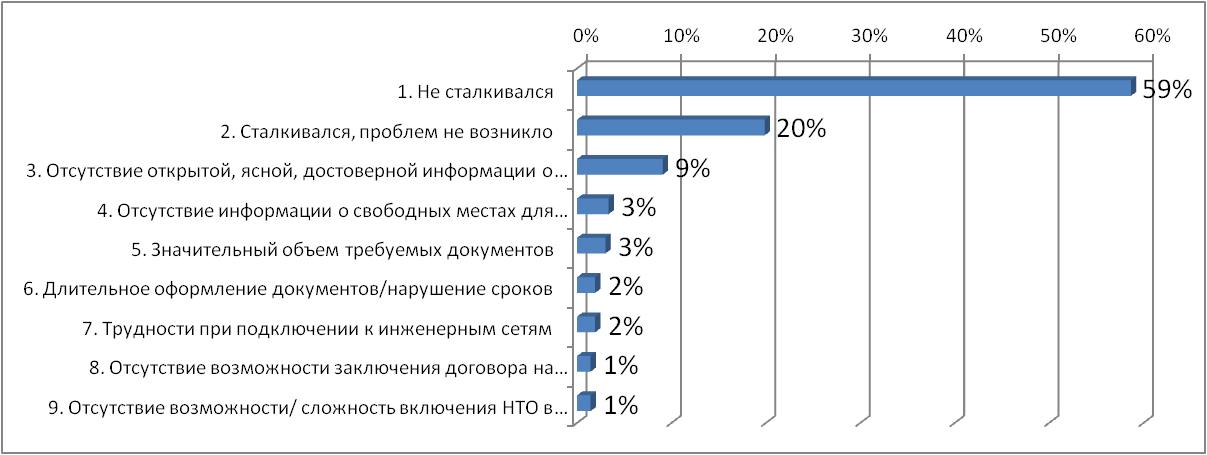 0% 10% 20% 30% 40% 50% 60%
1. Не сталкивался 59%
2. Сталкивался, проблем не возникло 20%
3. Отсутствие открытой, ясной, достоверной информации о... 9%
4. Отсутствие информации о свободных местах для... 3%
5. Значительный объем требуемых документов 3%
6. Длительное оформление документов/нарушение сроков 2%
7. Трудности при подключении к инженерным сетям 2%
8. Отсутствие возможности заключения договора на... 1%
9. Отсутствие возможности/ сложность включения НТО в... 1%